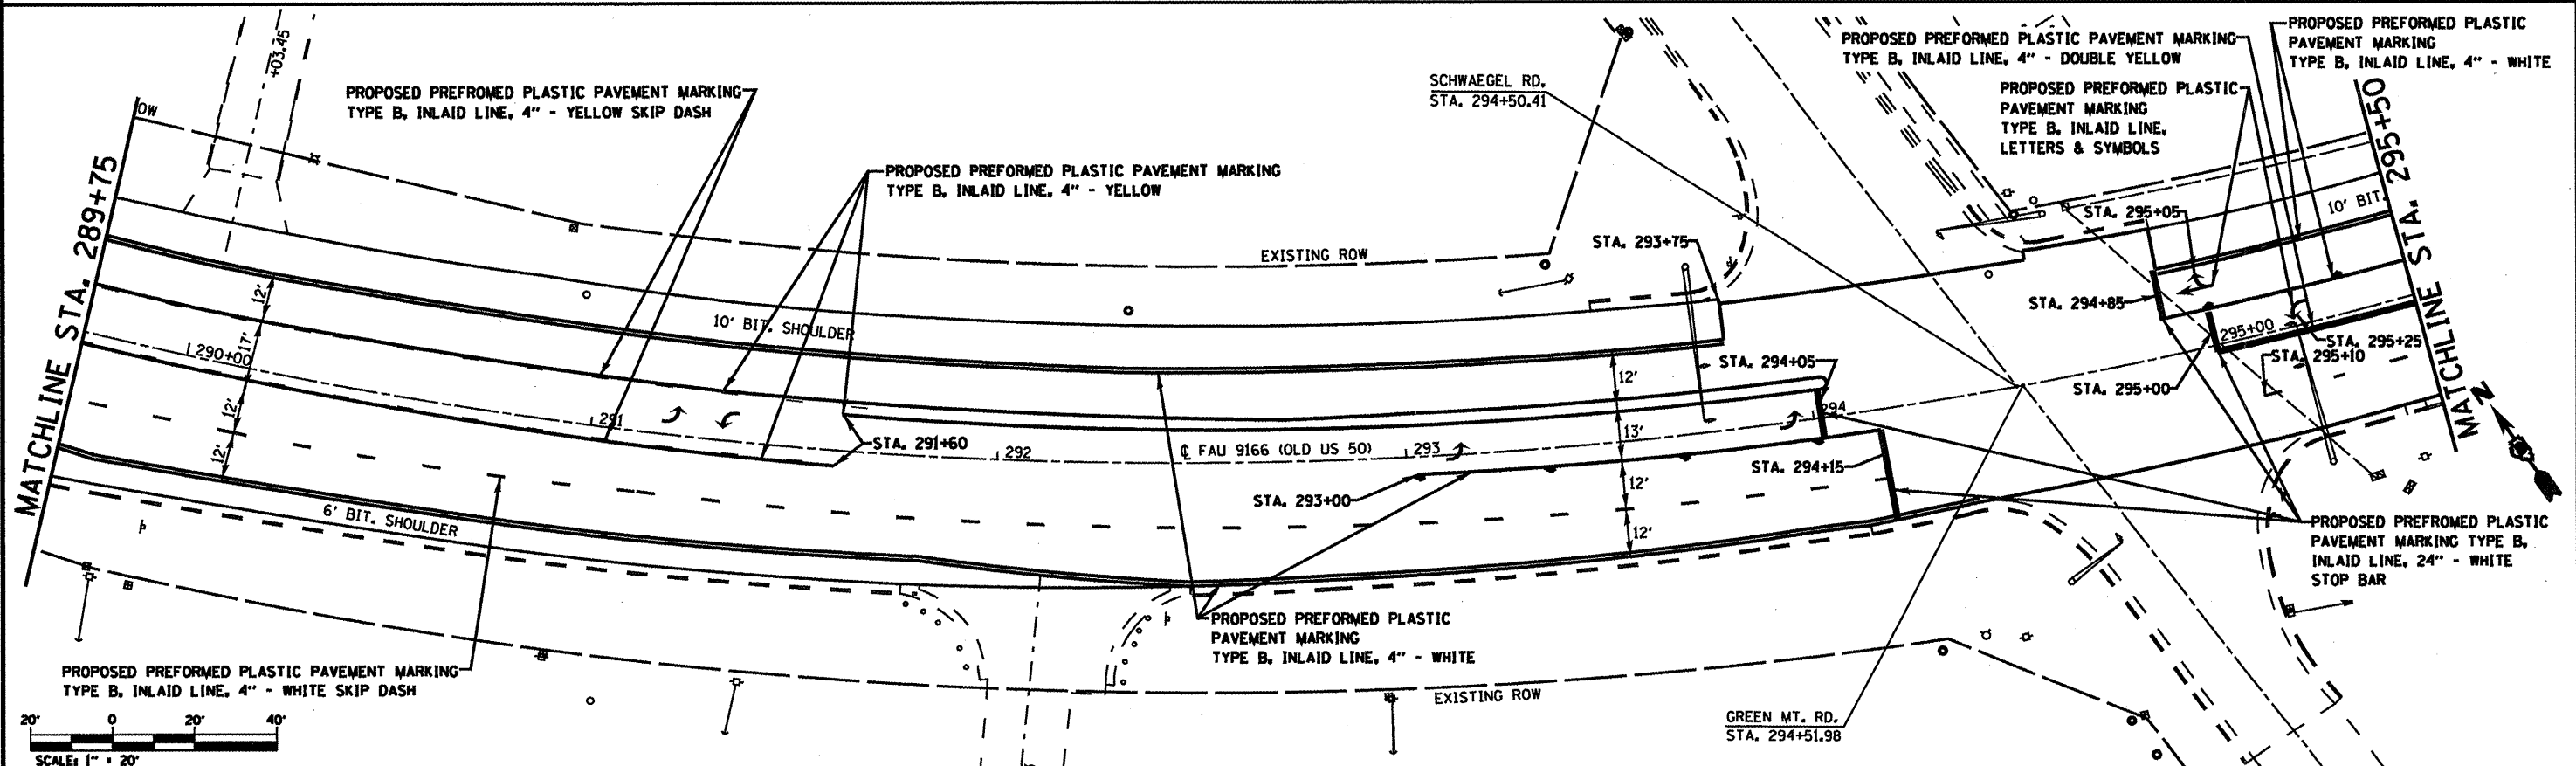 +03.45
OW
MATCHLINE STA. 289+75
PROPOSED PREFROMED PLASTIC PAVEMENT MARKING
TYPE B, INLAID LINE, 4" - YELLOW SKIP DASH
PROPOSED PREFORMED PLASTIC PAVEMENT MARKING
TYPE B, INLAID LINE, 4" - YELLOW
SCHWAEGEL RD.
STA. 294+50.41
PROPOSED PREFORMED PLASTIC PAVEMENT MARKING
TYPE B, INLAID LINE, 4" - DOUBLE YELLOW
PROPOSED PREFORMED PLASTIC
PAVEMENT MARKING
TYPE B, INLAID LINE, 4" - WHITE
PROPOSED PREFORMED PLASTIC
PAVEMENT MARKING
TYPE B, INLAID LINE,
LETTERS & SYMBOLS
MATCHLINE STA. 295+50
EXISTING ROW
STA. 293+75
STA. 295+05
10' BIT.
STA. 294+85
295+00
STA. 295+25
STA. 295+10
STA. 295+00
N
12'
17'
12'
12'
290+00
10' BIT. SHOULDER
291
STA. 291+60
292
℄ FAU 9166 (OLD US 50)
293
294
STA. 294+05
12'
13'
12'
12'
STA. 293+00
STA. 294+15
6' BIT. SHOULDER
PROPOSED PREFORMED PLASTIC
PAVEMENT MARKING
TYPE B, INLAID LINE, 4" - WHITE
PROPOSED PREFROMED PLASTIC
PAVEMENT MARKING TYPE B,
INLAID LINE, 24" - WHITE
STOP BAR
PROPOSED PREFORMED PLASTIC PAVEMENT MARKING
TYPE B, INLAID LINE, 4" - WHITE SKIP DASH
EXISTING ROW
GREEN MT. RD.
STA. 294+51.98
20' 0 20' 40'
SCALE: 1" = 20'